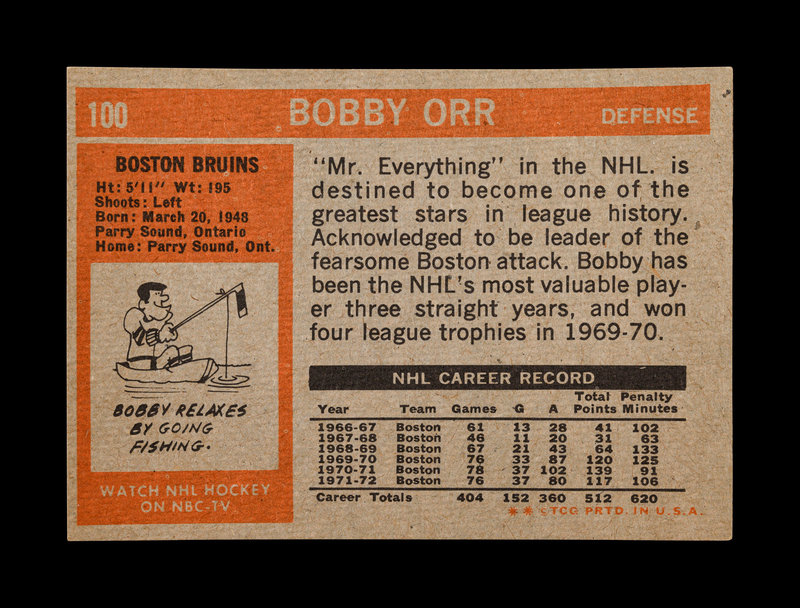 100 BOBBY ORR DEFENSE
BOSTON BRUINS
Ht: 5'11" Wt: 195
Shoots: Left
Born: March 20, 1948
Parry Sound, Ontario
Home: Parry Sound, Ont.
BOBBY RELAXES
BY GOING
FISHING.
WATCH NHL HOCKEY
ON NBC-TV
"Mr. Everything" in the NHL. is
destined to become one of the
greatest stars in league history.
Acknowledged to be leader of the
fearsome Boston attack. Bobby has
been the NHL's most valuable play-
er three straight years, and won
four league trophies in 1969-70.
NHL CAREER RECORD
Total Penalty
Year Team Games G A Points Minutes
1966-67 Boston 61 13 28 41 102
1967-68 Boston 46 11 20 31 63
1968-69 Boston 67 21 43 64 133
1969-70 Boston 76 33 87 120 125
1970-71 Boston 78 37 102 139 91
1971-72 Boston 76 37 80 117 106
Career Totals 404 152 360 512 620
** ©TCG PRTD. IN U.S.A.